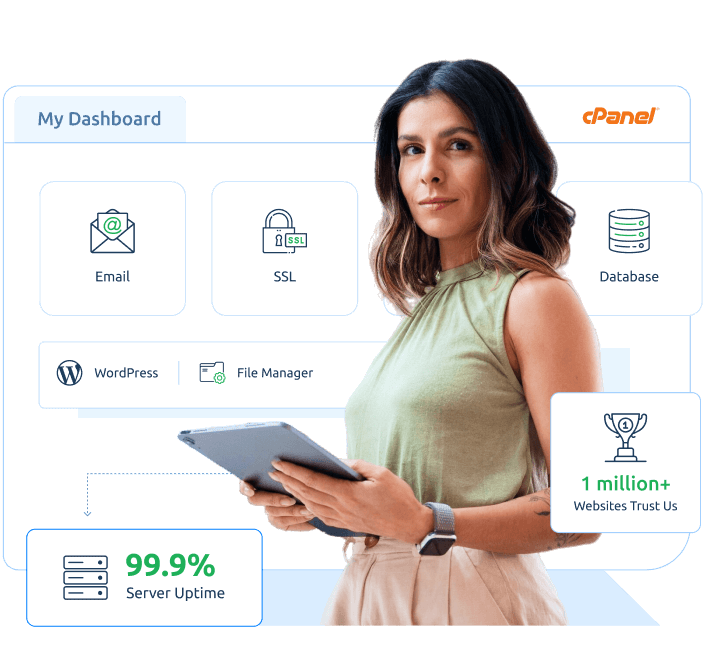 My Dashboard
cPanel
@
SSL
Email
SSL
Database
WordPress
File Manager
1
1 million+
Websites Trust Us
99.9%
Server Uptime